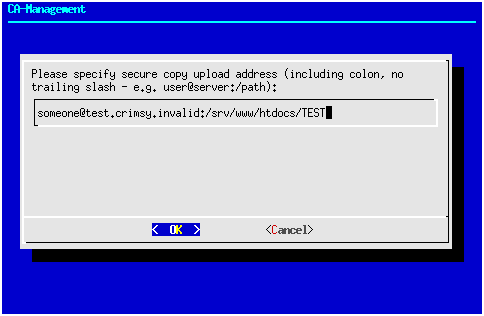 CA-Management
Please specify secure copy upload address (including colon, no
trailing slash - e.g. user@server:/path):
someone@test.crimsy.invalid:/srv/www/htdocs/TEST
< OK > <Cancel>